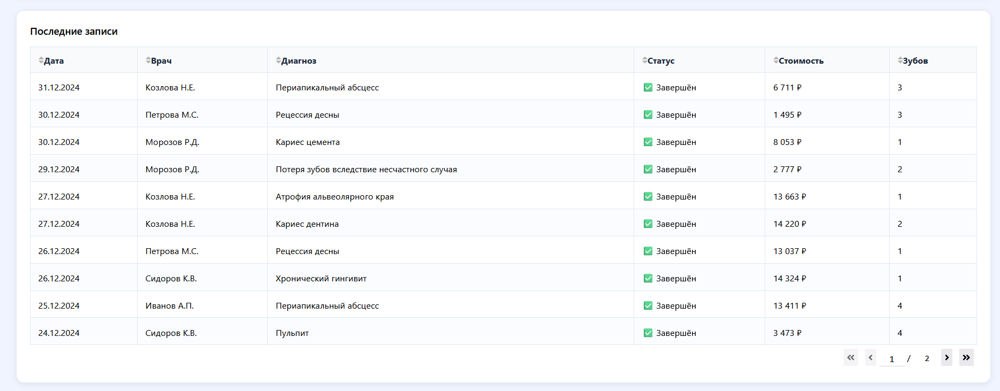 Последние записи
Дата Врач Диагноз Статус Стоимость Зубов
31.12.2024 Козлова Н.Е. Периапикальный абсцесс ✅ Завершён 6 711 ₽ 3
30.12.2024 Петрова М.С. Рецессия десны ✅ Завершён 1 495 ₽ 3
30.12.2024 Морозов Р.Д. Кариес цемента ✅ Завершён 8 053 ₽ 1
29.12.2024 Морозов Р.Д. Потеря зубов вследствие несчастного случая ✅ Завершён 2 777 ₽ 2
27.12.2024 Козлова Н.Е. Атрофия альвеолярного края ✅ Завершён 13 663 ₽ 1
27.12.2024 Козлова Н.Е. Кариес дентина ✅ Завершён 14 220 ₽ 2
26.12.2024 Петрова М.С. Рецессия десны ✅ Завершён 13 037 ₽ 1
26.12.2024 Сидоров К.В. Хронический гингивит ✅ Завершён 14 324 ₽ 1
25.12.2024 Иванов А.П. Периапикальный абсцесс ✅ Завершён 13 411 ₽ 4
24.12.2024 Сидоров К.В. Пульпит ✅ Завершён 3 473 ₽ 4
« ‹ 1 / 2 › »